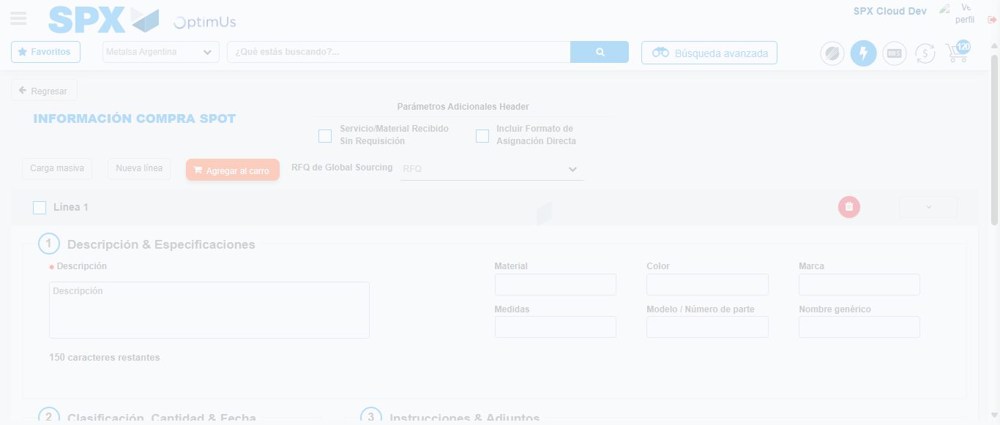 SPX
OptimUs
SPX Cloud Dev
Ve
perfil
Favoritos
Metalsa Argentina
¿Qué estás buscando?...
Búsqueda avanzada
$
120
Regresar
INFORMACIÓN COMPRA SPOT
Parámetros Adicionales Header
Servicio/Material Recibido
Sin Requisición
Incluir Formato de
Asignación Directa
Carga masiva
Nueva línea
Agregar al carro
RFQ de Global Sourcing
RFQ
Línea 1
1 Descripción & Especificaciones
* Descripción
Descripción
150 caracteres restantes
Material
Color
Marca
Medidas
Modelo / Número de parte
Nombre genérico
2 Clasificación, Cantidad & Fecha
3 Instrucciones & Adjuntos